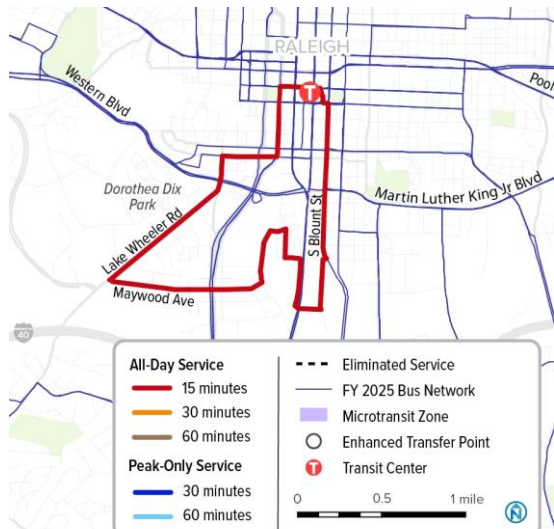 RALEIGH
T
Western Blvd
Pool
Dorothea Dix
Park
Martin Luther King Jr Blvd
Lake Wheeler Rd
S Blount St
Maywood Ave
40
All-Day Service
15 minutes
30 minutes
60 minutes
Peak-Only Service
30 minutes
60 minutes
Eliminated Service
FY 2025 Bus Network
Microtransit Zone
Enhanced Transfer Point
T Transit Center
0 0.5 1 mile
N